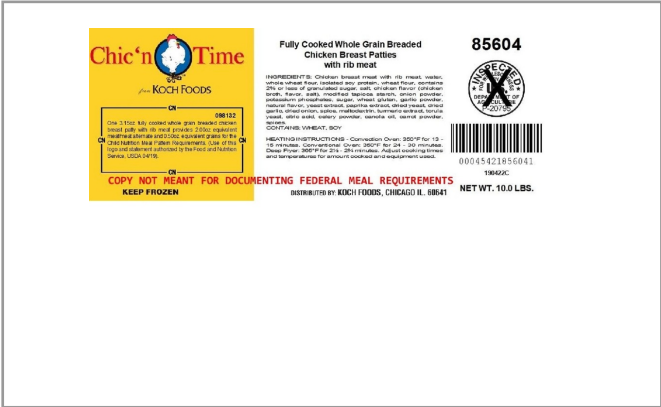 Chic'n Time
from KOCH FOODS
CN
098132
One 3.15oz fully cooked whole grain breaded chicken
breast patty with rib meat provides 2.00oz equivalent
meat/meat alternate and 0.50oz equivalent grains for the
CN
CN
Child Nutrition Meal Pattern Requirements. (Use of this
logo and statement authorized by the Food and Nutrition
Service, USDA 04/19).
CN
KEEP FROZEN
Fully Cooked Whole Grain Breaded
Chicken Breast Patties
with rib meat
INGREDIENTS: Chicken breast meat with rib meat, water,
whole wheat flour, isolated soy protein, wheat flour, contains
2% or less of granulated sugar, salt, chicken flavor (chicken
broth, flavor, salt), modified tapioca starch, onion powder,
potassium phosphates, sugar, wheat gluten, garlic powder,
natural flavor, yeast extract, paprika extract, dried yeast, dried
garlic, dried onion, spice, maltodextrin, turmeric extract, torula
yeast, citric acid, celery powder, canola oil, carrot powder,
spices.
CONTAINS: WHEAT, SOY
HEATING INSTRUCTIONS - Convection Oven: 350°F for 13 -
15 minutes. Conventional Oven: 350°F for 24 - 30 minutes.
Deep Fryer: 350°F for 2¼ - 2¾ minutes. Adjust cooking times
and temperatures for amount cooked and equipment used.
COPY NOT MEANT FOR DOCUMENTING FEDERAL MEAL REQUIREMENTS
DISTRIBUTED BY: KOCH FOODS, CHICAGO IL. 60641
85604
INSPECTED
DEPARTMENT OF
AGRICULTURE
P-20795
00045421856041
190422C
NET WT. 10.0 LBS.